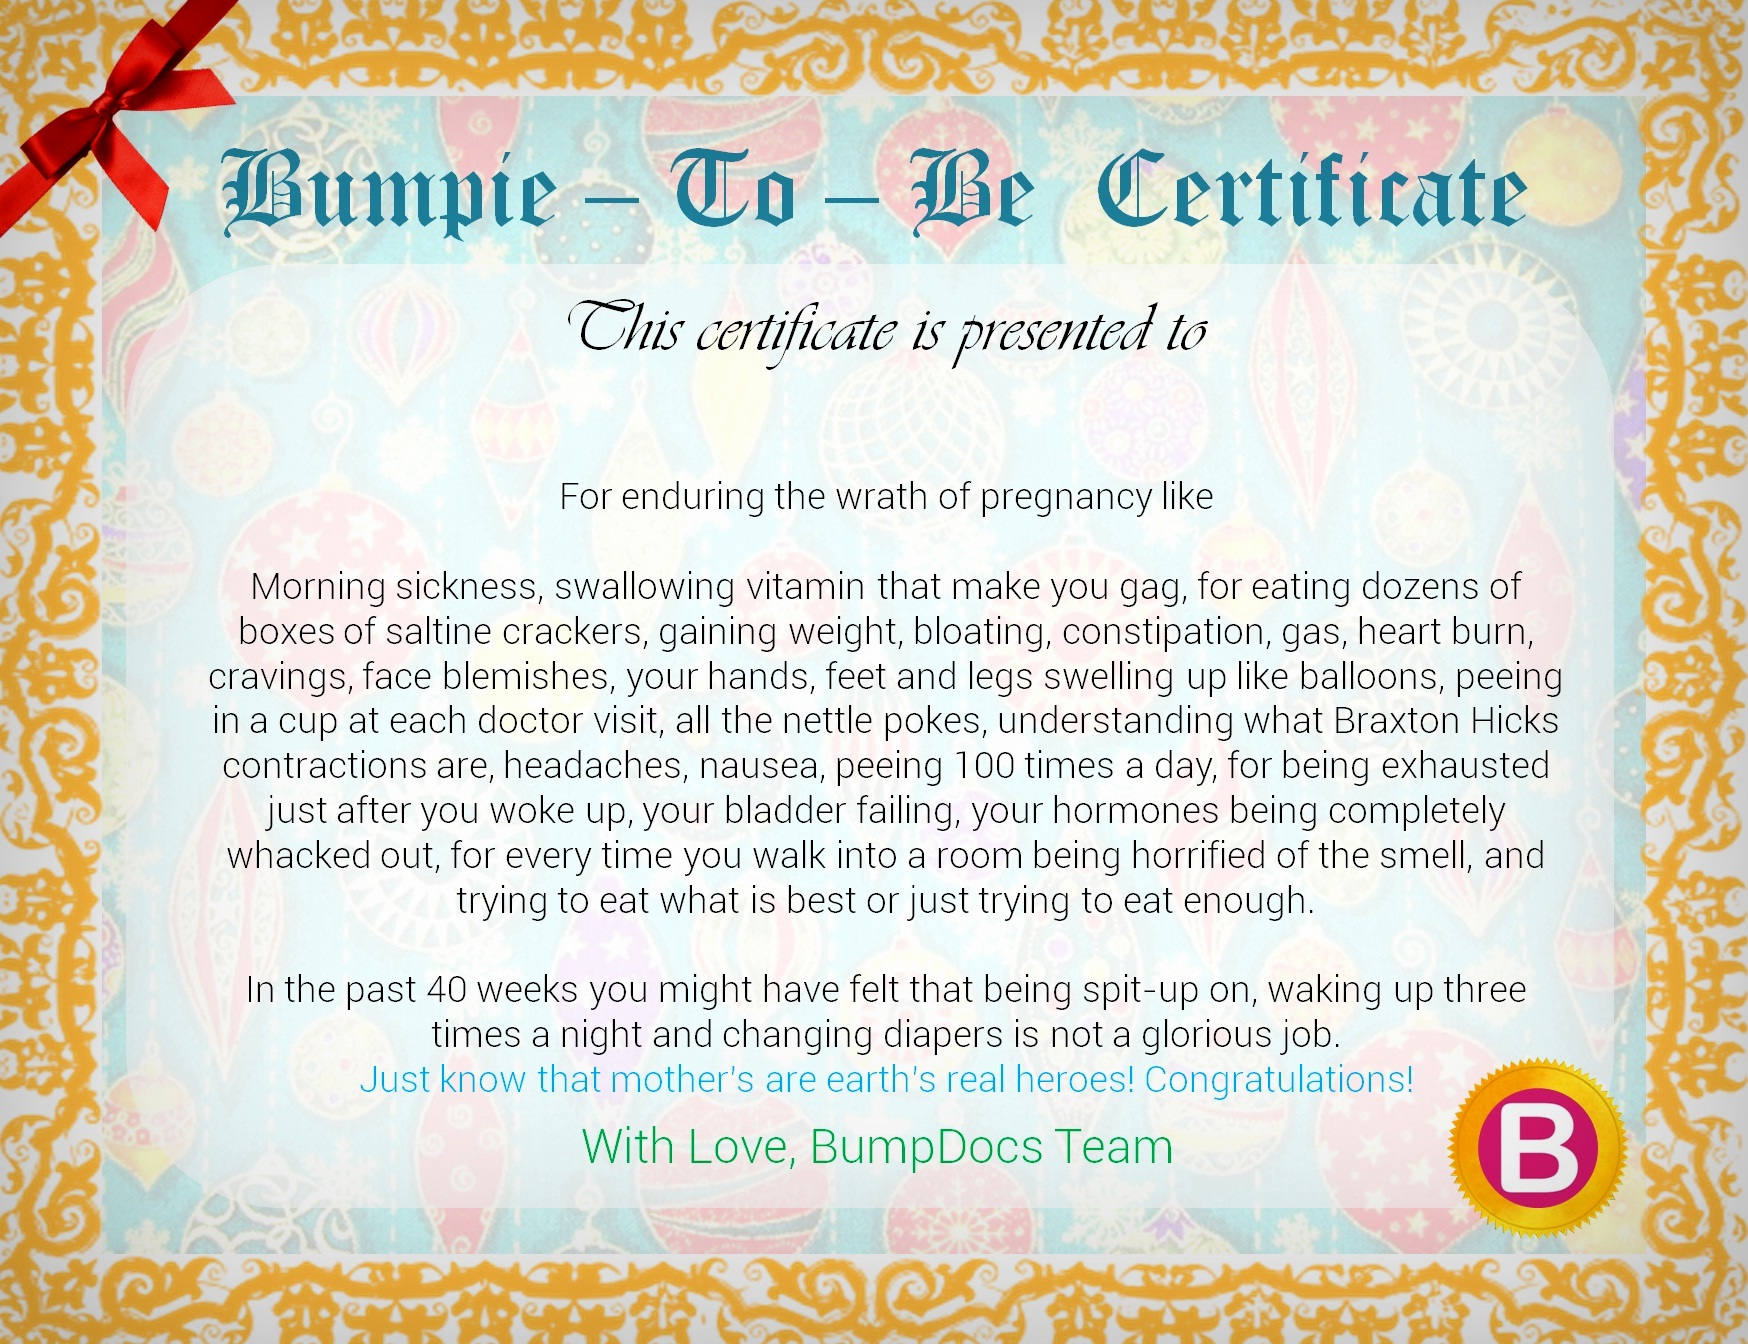 Bumpie – To – Be Certificate
This certificate is presented to
For enduring the wrath of pregnancy like
Morning sickness, swallowing vitamin that make you gag, for eating dozens of
boxes of saltine crackers, gaining weight, bloating, constipation, gas, heart burn,
cravings, face blemishes, your hands, feet and legs swelling up like balloons, peeing
in a cup at each doctor visit, all the nettle pokes, understanding what Braxton Hicks
contractions are, headaches, nausea, peeing 100 times a day, for being exhausted
just after you woke up, your bladder failing, your hormones being completely
whacked out, for every time you walk into a room being horrified of the smell, and
trying to eat what is best or just trying to eat enough.
In the past 40 weeks you might have felt that being spit-up on, waking up three
times a night and changing diapers is not a glorious job.
Just know that mother's are earth's real heroes! Congratulations!
With Love, BumpDocs Team
B